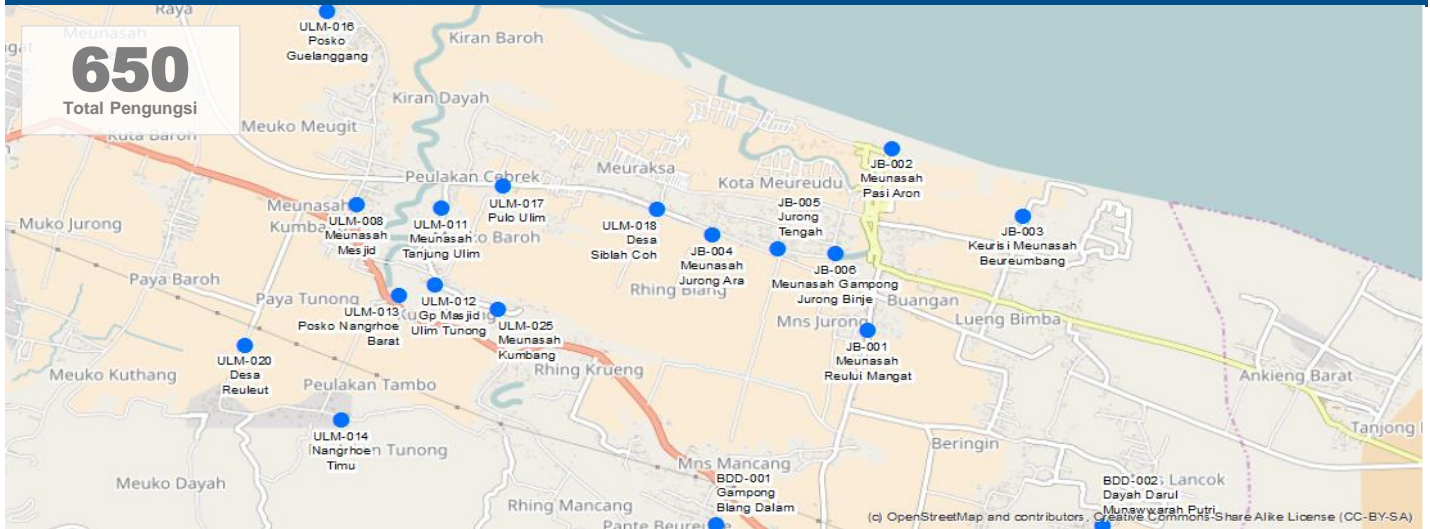 Raya
ULM-016
Posko
Guelanggang
650
Total Pengungsi
Kiran Baroh
Kiran Dayah
Meuko Meugit
Kuta Baroh
Meuraksa
Peulakan Cebrek
Kota Meureudu
JB-002
Meunasah
Pasi Aron
ULM-017
Pulo Ulim
JB-005
Jurong
Tengah
Muko Jurong
ULM-008
Meunasah
Mesjid
ULM-011
Meunasah
Tanjung Ulim
ULM-018
Desa
Siblah Coh
JB-004
Meunasah
Jurong Ara
JB-003
Keurisi Meunasah
Beureumbang
JB-006
Meunasah Gampong
Jurong Binje
Paya Baroh
Paya Tunong
Rhing Blang
Buangan
ULM-013
Posko Nangrhoe
Barat
ULM-012
Gp Masjid
Ulim Tunong
ULM-025
Meunasah
Kumbang
Mns Jurong
Lueng Bimba
JB-001
Meunasah
Reului Mangat
ULM-020
Desa
Reuleut
Meuko Kuthang
Peulakan Tambo
Rhing Krueng
Ankieng Barat
Tanjong
ULM-014
Nangrhoe
Timu
Tunong
Beringin
Mns Mancang
Meuko Dayah
BDD-001
Gampong
Blang Dalam
BDD-002
Dayah Darul
Munawwarah Putri
Lancok
Rhing Mancang
(c) OpenStreetMap and contributors, Creative Commons-Share Alike License (CC-BY-SA)